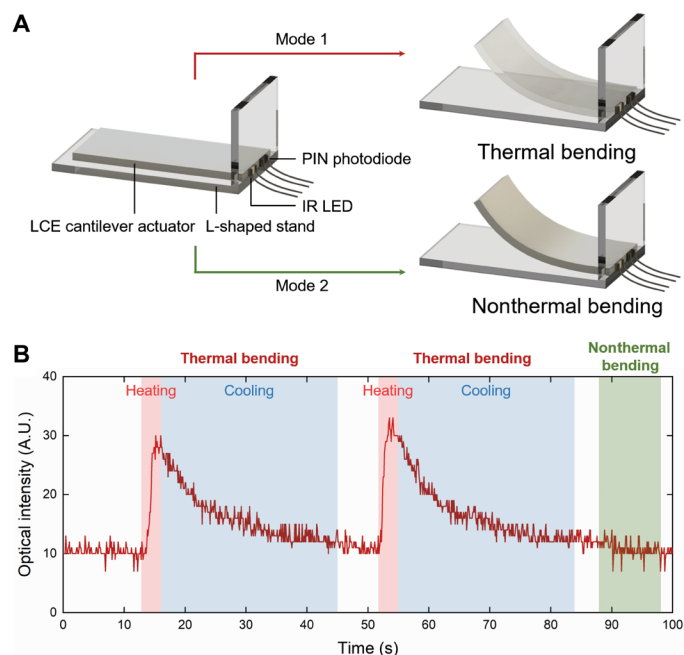 A
Mode 1
PIN photodiode
IR LED
LCE cantilever actuator
L-shaped stand
Thermal bending
Mode 2
Nonthermal bending
B
Thermal bending
Thermal bending
Nonthermal
bending
Heating
Cooling
Heating
Cooling
Optical intensity (A.U.)
40
30
20
10
0
0 10 20 30 40 50 60 70 80 90 100
Time (s)